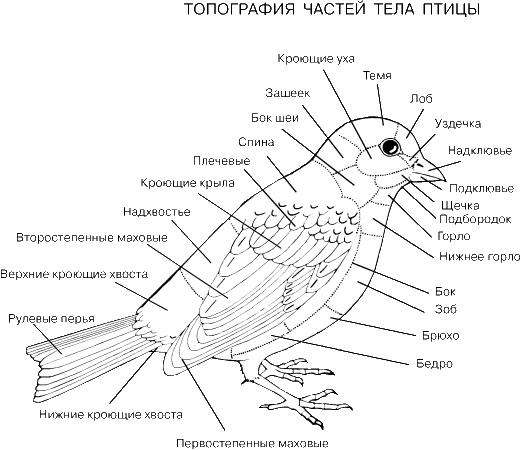 ТОПОГРАФИЯ ЧАСТЕЙ ТЕЛА ПТИЦЫ
Кроющие уха
Темя
Зашеек
Лоб
Бок шеи
Уздечка
Спина
Надклювье
Плечевые
Кроющие крыла
Подклювье
Щечка
Надхвостье
Подбородок
Горло
Второстепенные маховые
Нижнее горло
Верхние кроющие хвоста
Бок
Зоб
Рулевые перья
Брюхо
Бедро
Нижние кроющие хвоста
Первостепенные маховые